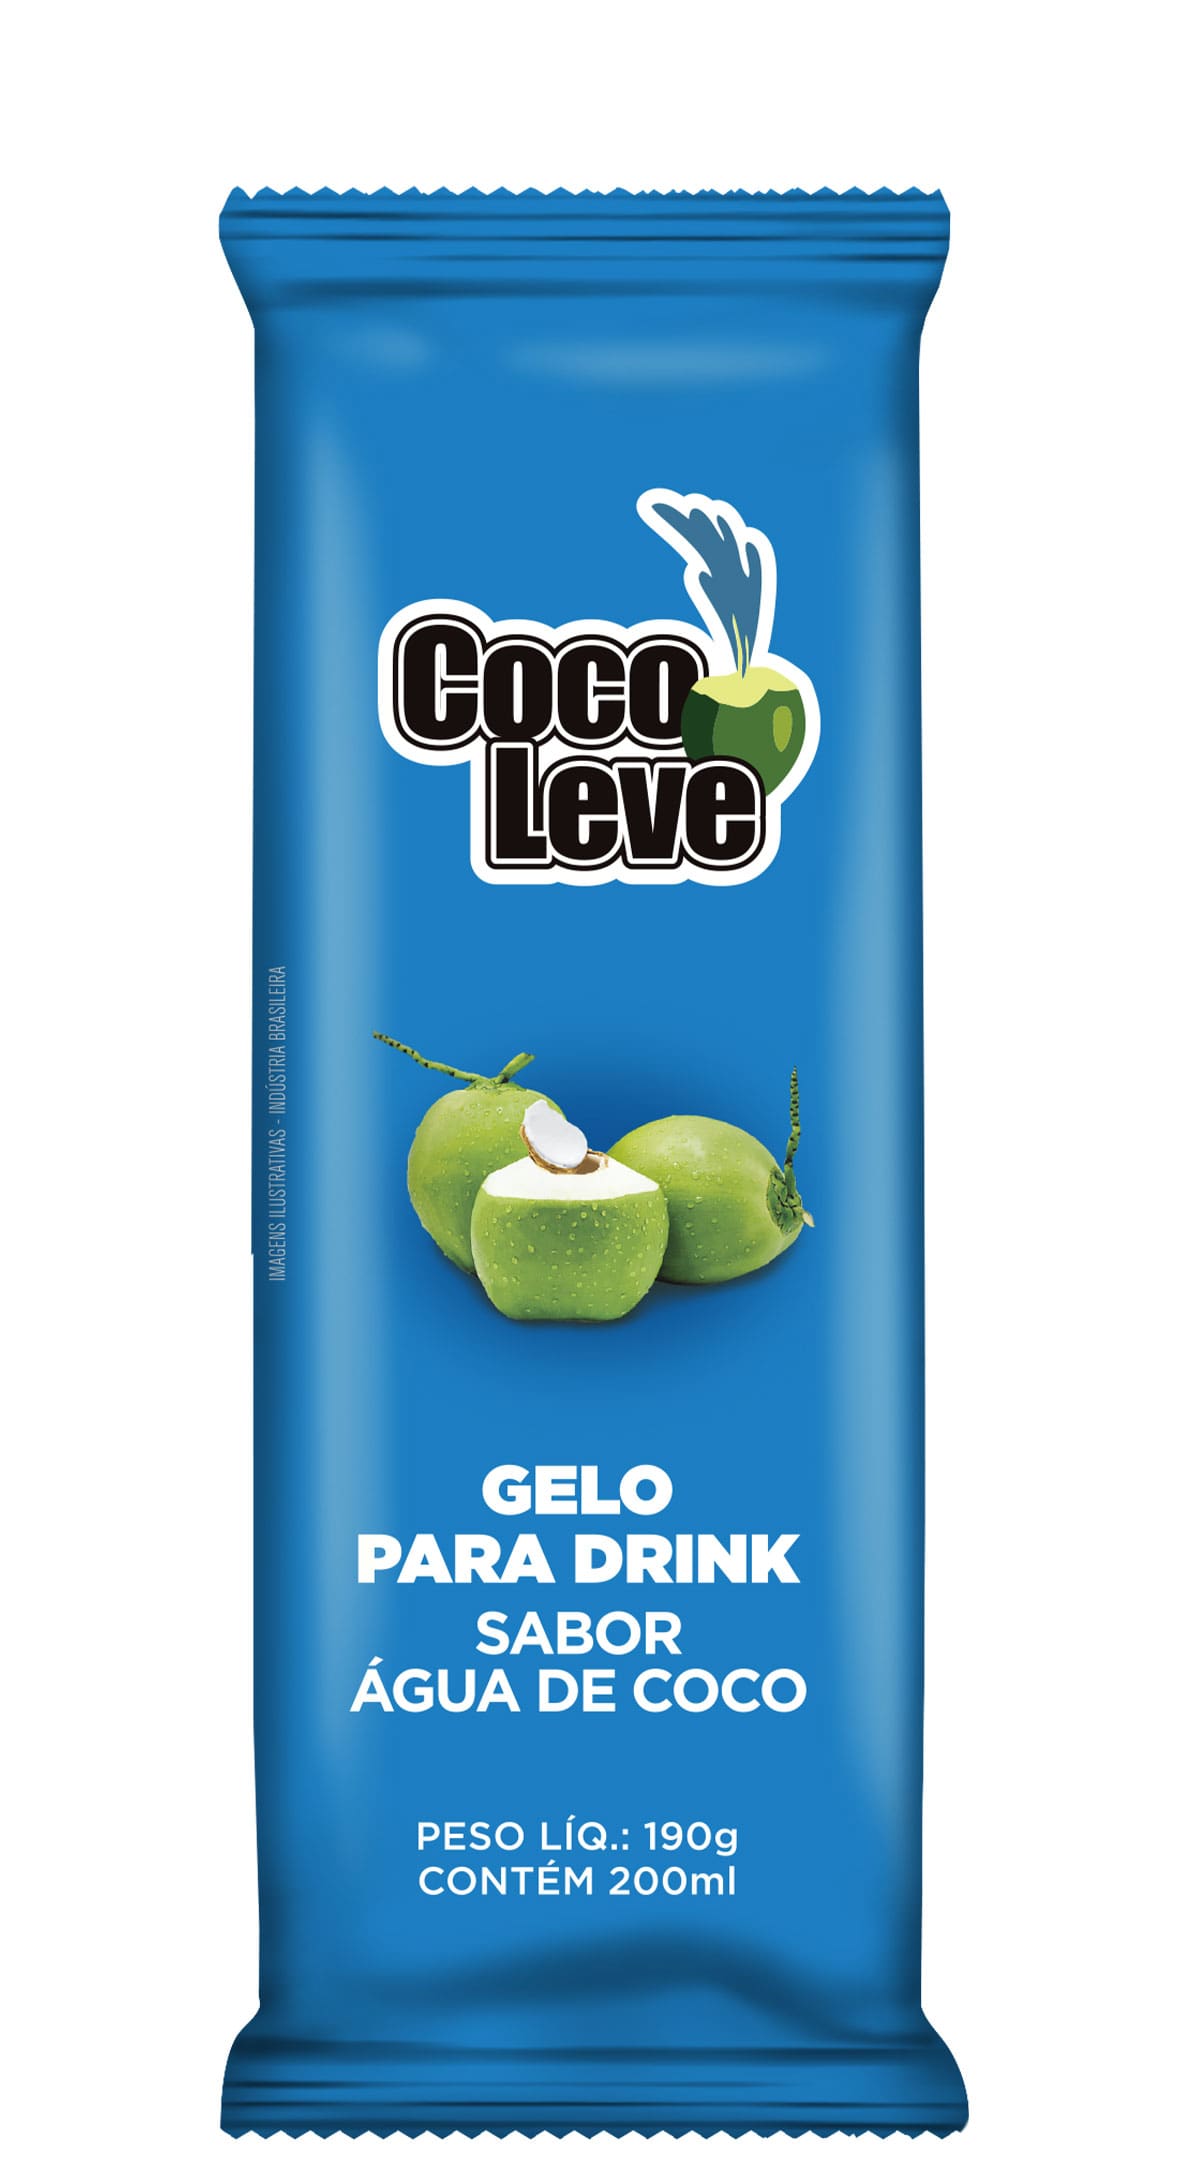 Coco
Leve
IMAGENS ILUSTRATIVAS - INDÚSTRIA BRASILEIRA
GELO
PARA DRINK
SABOR
ÁGUA DE COCO
PESO LÍQ.: 190g
CONTÉM 200ml